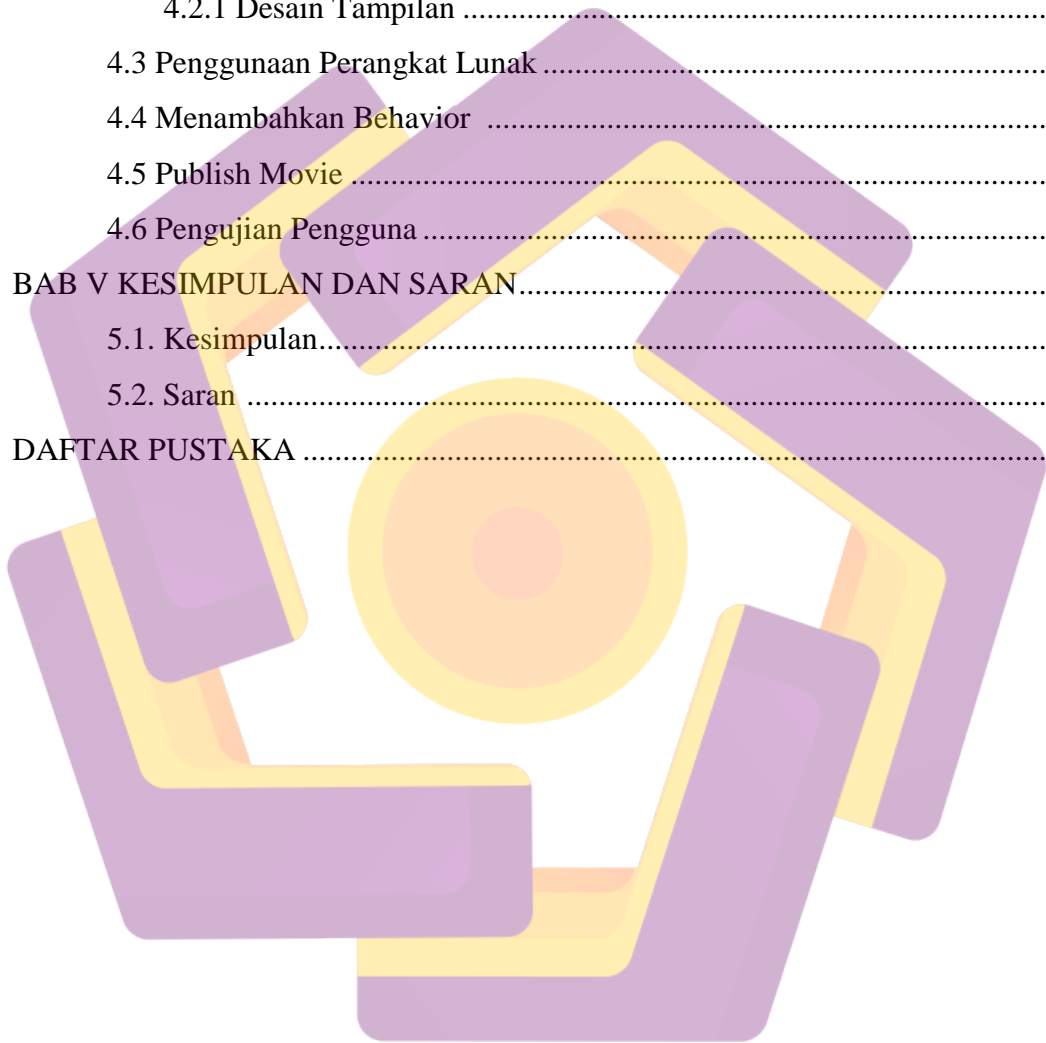 4.2.1 Desain Tampilan ........................................................................
4.3 Penggunaan Perangkat Lunak ...............................................................
4.4 Menambahkan Behavior ......................................................................
4.5 Publish Movie .......................................................................................
4.6 Pengujian Pengguna ..............................................................................
BAB V KESIMPULAN DAN SARAN..................................................................
5.1. Kesimpulan...........................................................................................
5.2. Saran ....................................................................................................
DAFTAR PUSTAKA ............................................................................................